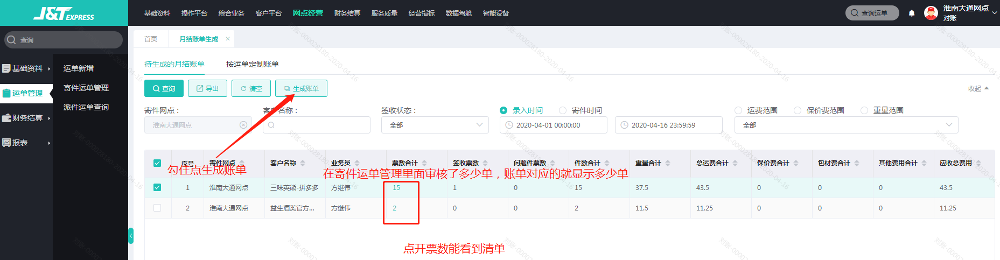 J&T EXPRESS
基础资料 操作平台 综合业务 客户平台 网点经营 财务结算 服务质量 经营指标 数据驾舱 智能设备
查询运单
淮南大通网点
对账
查询
首页 月结账单生成 ×
基础资料
运单管理
财务结算
报表
运单新增
寄件运单管理
派件运单查询
待生成的月结账单 按运单定制账单
查询 导出 清空 生成账单
收起
寄件网点： 客户名称： 签收状态： 录入时间 寄件时间 运费范围 保价费范围 重量范围
淮南大通网点 全部 2020-04-01 00:00:00 2020-04-16 23:59:59 全部
序号 寄件网点 客户名称 业务员 票数合计 签收票数 问题件票数 件数合计 重量合计 总运费合计 保价费合计 包材费合计 其他费用合计 应收总费用
勾住点生成账单
在寄件运单管理里面审核了多少单，账单对应的就显示多少单
1 淮南大通网点 三味英熊-拼多多 方继伟 15 1 0 15 37.5 43.5 0 0 0 43.5
2 淮南大通网点 益生酒类官方... 方继伟 2 0 0 2 11.5 11.25 0 0 0 11.25
点开票数能看到清单
对账-000028180-2020-04-16